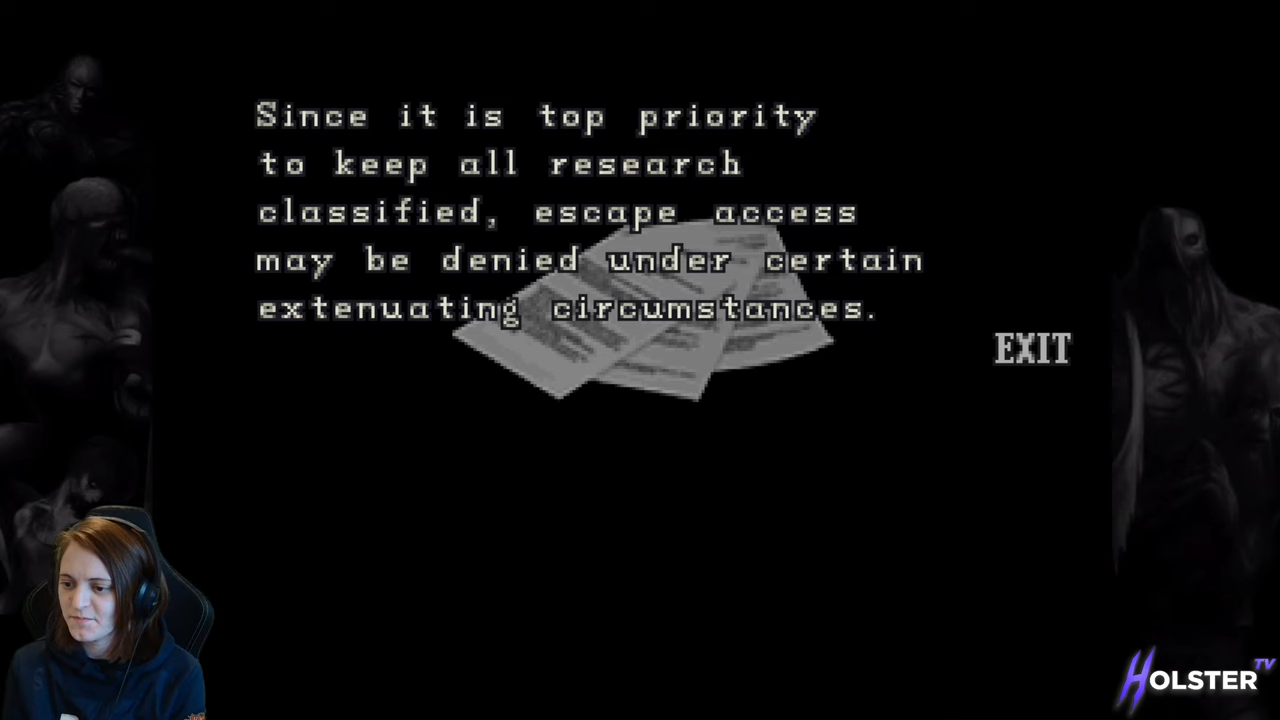 Since it is top priority
to keep all research
classified, escape access
may be denied under certain
extenuating circumstances.
EXIT
HOLSTER TV